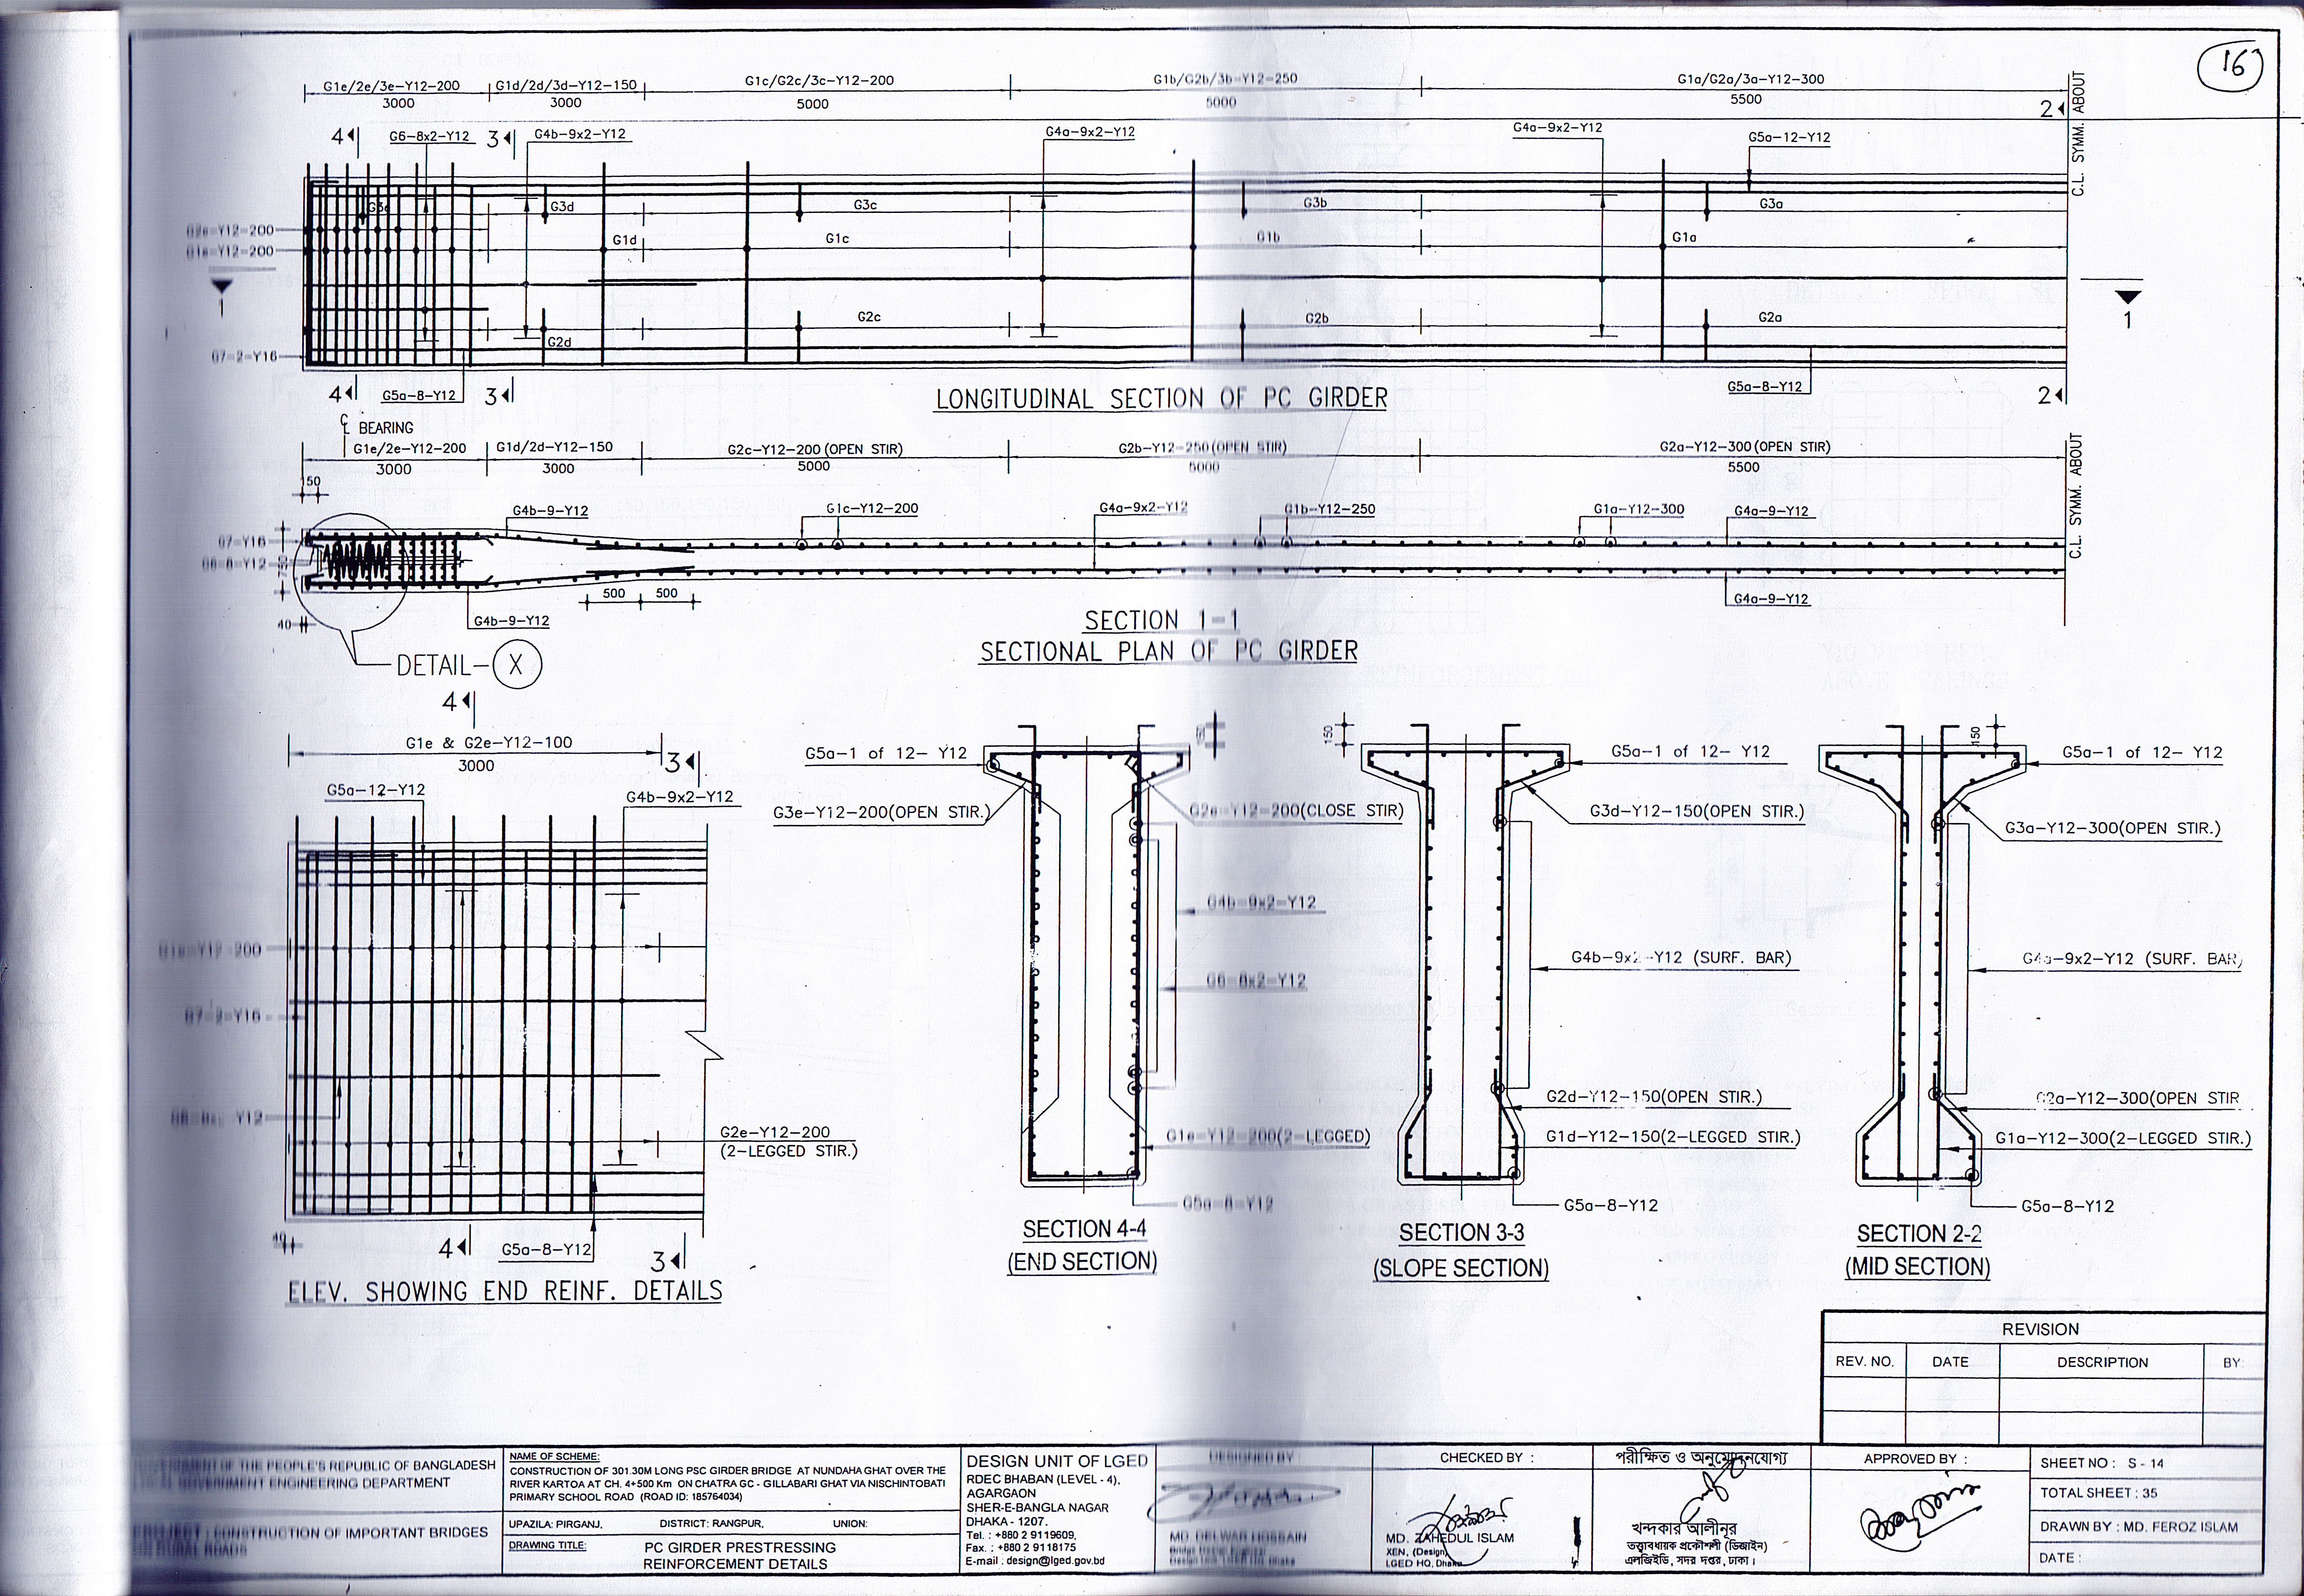 16
G1e/2e/3e-Y12-200
G1d/2d/3d-Y12-150
G1c/G2c/3c-Y12-200
G1b/G2b/3b-Y12-250
G1a/G2a/3a-Y12-300
3000
3000
5000
5000
5500
4
G6-8x2-Y12
3
G4b-9x2-Y12
G4a-9x2-Y12
G4a-9x2-Y12
G5a-12-Y12
2
C.L. SYMM. ABOUT
G3d
G3c
G3b
G3a
G2e-Y12-200
G1e-Y12-200
G1d
G1c
G1b
G1a
1
1
G2d
G2c
G2b
G2a
G7-2-Y16
4
G5a-8-Y12
3
G5a-8-Y12
2
LONGITUDINAL SECTION OF PC GIRDER
℄ BEARING
G1e/2e-Y12-200
G1d/2d-Y12-150
G2c-Y12-200(OPEN STIR)
G2b-Y12-250(OPEN STIR)
G2a-Y12-300(OPEN STIR)
3000
3000
5000
5000
5500
C.L. SYMM. ABOUT
150
G4b-9-Y12
G1c-Y12-200
G4a-9x2-Y12
G1b-Y12-250
G1a-Y12-300
G4a-9-Y12
G7-Y16
G6-8-Y12
750
500
500
40
G4b-9-Y12
G4a-9-Y12
SECTION 1-1
SECTIONAL PLAN OF PC GIRDER
DETAIL- X
4
G1e & G2e-Y12-100
3000
3
G5a-12-Y12
G4b-9x2-Y12
G1e-Y12-200
G7-2-Y16
G2e-Y12-200
(2-LEGGED STIR.)
40
4
G5a-8-Y12
3
ELEV. SHOWING END REINF. DETAILS
G5a-1 of 12- Y12
G3e-Y12-200(OPEN STIR.)
G2e-Y12-200(CLOSE STIR)
G4b-9x2-Y12
G6-8x2-Y12
G1e-Y12-200(2-LEGGED)
G5a-8-Y12
SECTION 4-4
(END SECTION)
150
G5a-1 of 12- Y12
G3d-Y12-150(OPEN STIR.)
G4b-9x2-Y12 (SURF. BAR)
G2d-Y12-150(OPEN STIR.)
G1d-Y12-150(2-LEGGED STIR.)
G5a-8-Y12
SECTION 3-3
(SLOPE SECTION)
150
G5a-1 of 12- Y12
G3a-Y12-300(OPEN STIR.)
G4a-9x2-Y12 (SURF. BAR)
G2a-Y12-300(OPEN STIR
G1a-Y12-300(2-LEGGED STIR.)
G5a-8-Y12
SECTION 2-2
(MID SECTION)
REVISION
REV. NO.
DATE
DESCRIPTION
BY:
GOVERNMENT OF THE PEOPLE'S REPUBLIC OF BANGLADESH
LOCAL GOVERNMENT ENGINEERING DEPARTMENT
PROJECT : CONSTRUCTION OF IMPORTANT BRIDGES
ON RURAL ROADS
NAME OF SCHEME:
CONSTRUCTION OF 301.30M LONG PSC GIRDER BRIDGE AT NUNDAHA GHAT OVER THE
RIVER KARTOA AT CH. 4+500 Km ON CHATRA GC - GILLABARI GHAT VIA NISCHINTOBATI
PRIMARY SCHOOL ROAD (ROAD ID: 185764034)
UPAZILA: PIRGANJ,
DISTRICT: RANGPUR,
UNION:
DRAWING TITLE:
PC GIRDER PRESTRESSING
REINFORCEMENT DETAILS
DESIGN UNIT OF LGED
RDEC BHABAN (LEVEL - 4),
AGARGAON
SHER-E-BANGLA NAGAR
DHAKA - 1207.
Tel. : +880 2 9119609,
Fax. : +880 2 9118175
E-mail : design@lged.gov.bd
DESIGNED BY
MD. DELWAR HOSSAIN
CHECKED BY :
MD. ZAHEDUL ISLAM
XEN, (Design)
LGED HQ, Dhaka
পরীক্ষিত ও অনুমোদনযোগ্য
খন্দকার আলীনূর
তত্ত্বাবধায়ক প্রকৌশলী (ডিজাইন)
এলজিইডি, সদর দপ্তর, ঢাকা।
APPROVED BY :
SHEET NO : S - 14
TOTAL SHEET : 35
DRAWN BY : MD. FEROZ ISLAM
DATE :